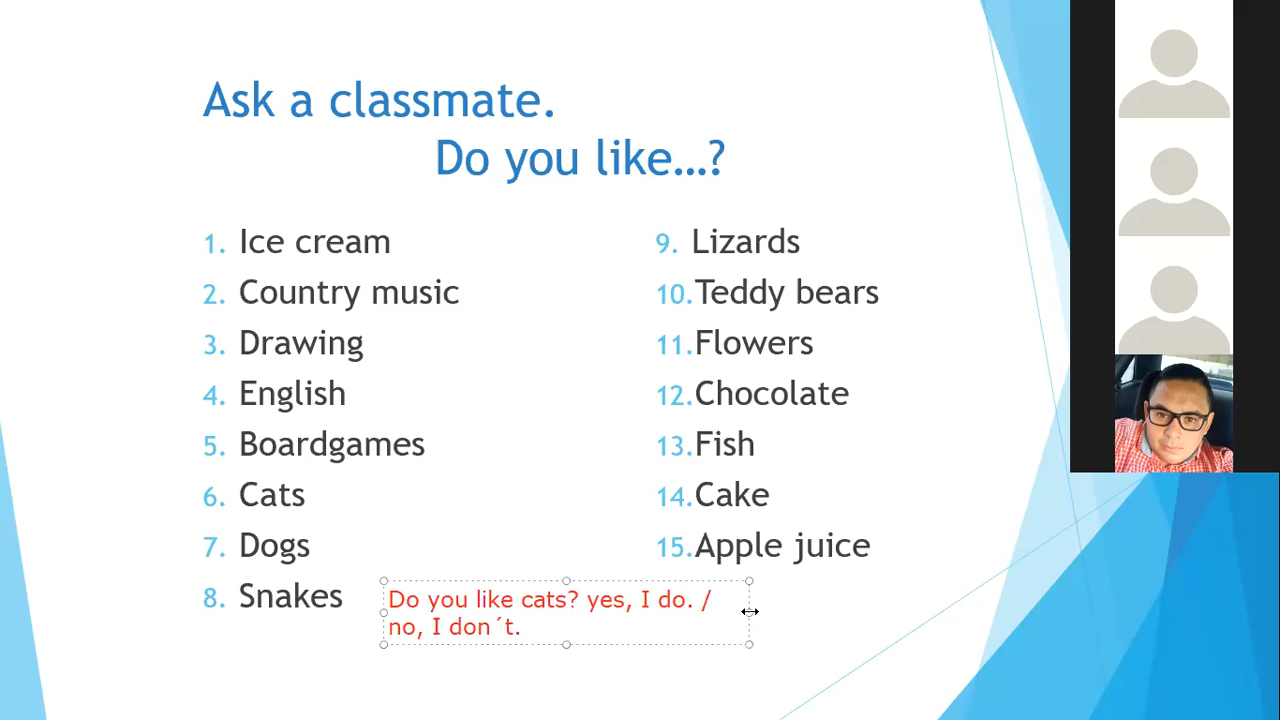 Ask a classmate.
Do you like...?
1. Ice cream
2. Country music
3. Drawing
4. English
5. Boardgames
6. Cats
7. Dogs
8. Snakes
9. Lizards
10. Teddy bears
11. Flowers
12. Chocolate
13. Fish
14. Cake
15. Apple juice
Do you like cats? yes, I do. /
no, I don´t.